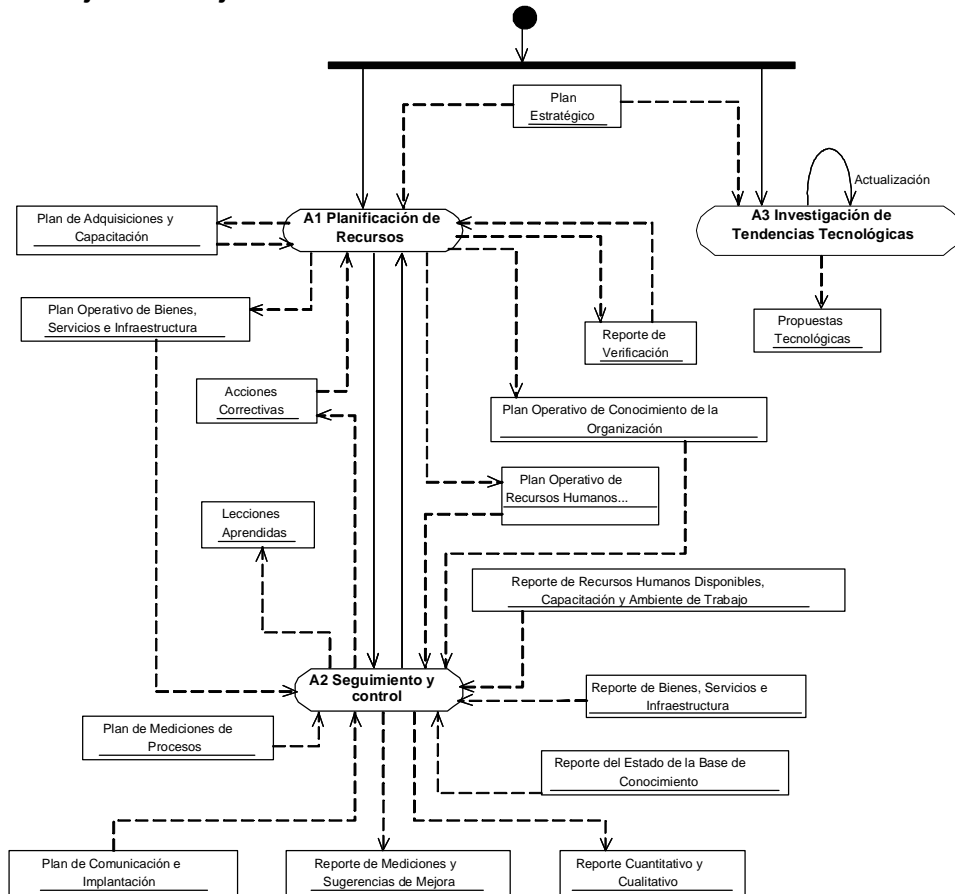 Plan
Estratégico
Actualización
A1 Planificación de
Recursos
A3 Investigación de
Tendencias Tecnológicas
Plan de Adquisiciones y
Capacitación
Plan Operativo de Bienes,
Servicios e Infraestructura
Reporte de
Verificación
Propuestas
Tecnológicas
Acciones
Correctivas
Plan Operativo de Conocimiento de la
Organización
Plan Operativo de
Recursos Humanos...
Lecciones
Aprendidas
Reporte de Recursos Humanos Disponibles,
Capacitación y Ambiente de Trabajo
A2 Seguimiento y
control
Reporte de Bienes, Servicios e
Infraestructura
Plan de Mediciones de
Procesos
Reporte del Estado de la Base de
Conocimiento
Plan de Comunicación e
Implantación
Reporte de Mediciones y
Sugerencias de Mejora
Reporte Cuantitativo y
Cualitativo